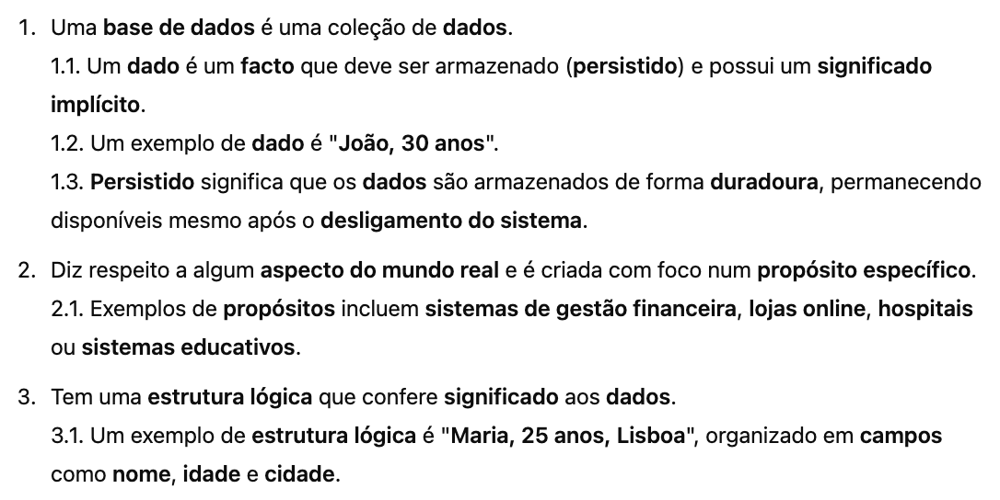 1. Uma base de dados é uma coleção de dados.
1.1. Um dado é um facto que deve ser armazenado (persistido) e possui um significado
implícito.
1.2. Um exemplo de dado é "João, 30 anos".
1.3. Persistido significa que os dados são armazenados de forma duradoura, permanecendo
disponíveis mesmo após o desligamento do sistema.
2. Diz respeito a algum aspecto do mundo real e é criada com foco num propósito específico.
2.1. Exemplos de propósitos incluem sistemas de gestão financeira, lojas online, hospitais
ou sistemas educativos.
3. Tem uma estrutura lógica que confere significado aos dados.
3.1. Um exemplo de estrutura lógica é "Maria, 25 anos, Lisboa", organizado em campos
como nome, idade e cidade.